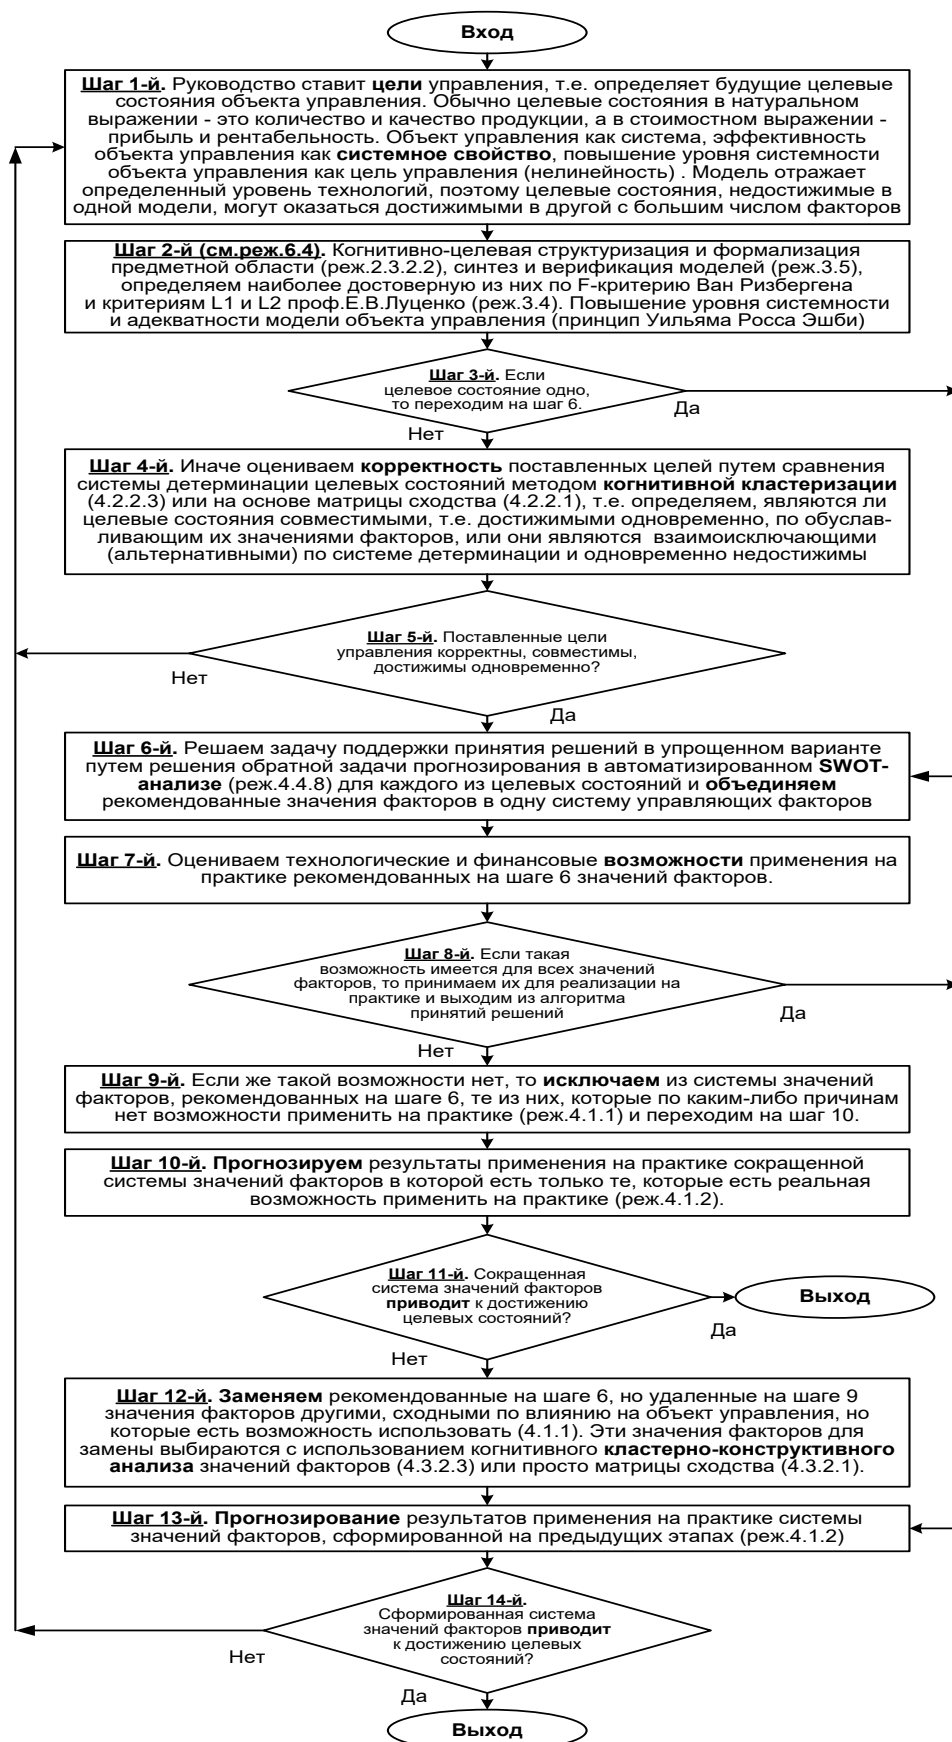 Вход
Шаг 1-й. Руководство ставит цели управления, т.е. определяет будущие целевые
состояния объекта управления. Обычно целевые состояния в натуральном
выражении - это количество и качество продукции, а в стоимостном выражении -
прибыль и рентабельность. Объект управления как система, эффективность
объекта управления как системное свойство, повышение уровня системности
объекта управления как цель управления (нелинейность) . Модель отражает
определенный уровень технологий, поэтому целевые состояния, недостижимые в
одной модели, могут оказаться достижимыми в другой с большим числом факторов
Шаг 2-й (см.реж.6.4). Когнитивно-целевая структуризация и формализация
предметной области (реж.2.3.2.2), синтез и верификация моделей (реж.3.5),
определяем наиболее достоверную из них по F-критерию Ван Ризбергена
и критериям L1 и L2 проф.Е.В.Луценко (реж.3.4). Повышение уровня системности
и адекватности модели объекта управления (принцип Уильяма Росса Эшби)
Шаг 3-й. Если
целевое состояние одно,
то переходим на шаг 6.
Да
Нет
Шаг 4-й. Иначе оцениваем корректность поставленных целей путем сравнения
системы детерминации целевых состояний методом когнитивной кластеризации
(4.2.2.3) или на основе матрицы сходства (4.2.2.1), т.е. определяем, являются ли
целевые состояния совместимыми, т.е. достижимыми одновременно, по обуслав-
ливающим их значениями факторов, или они являются взаимоисключающими
(альтернативными) по системе детерминации и одновременно недостижимы
Шаг 5-й. Поставленные цели
управления корректны, совместимы,
достижимы одновременно?
Нет
Да
Шаг 6-й. Решаем задачу поддержки принятия решений в упрощенном варианте
путем решения обратной задачи прогнозирования в автоматизированном SWOT-
анализе (реж.4.4.8) для каждого из целевых состояний и объединяем
рекомендованные значения факторов в одну систему управляющих факторов
Шаг 7-й. Оцениваем технологические и финансовые возможности применения на
практике рекомендованных на шаге 6 значений факторов.
Шаг 8-й. Если такая
возможность имеется для всех значений
факторов, то принимаем их для реализации на
практике и выходим из алгоритма
принятий решений
Да
Нет
Шаг 9-й. Если же такой возможности нет, то исключаем из системы значений
факторов, рекомендованных на шаге 6, те из них, которые по каким-либо причинам
нет возможности применить на практике (реж.4.1.1) и переходим на шаг 10.
Шаг 10-й. Прогнозируем результаты применения на практике сокращенной
системы значений факторов в которой есть только те, которые есть реальная
возможность применить на практике (реж.4.1.2).
Шаг 11-й. Сокращенная
система значений факторов
приводит к достижению
целевых состояний?
Выход
Да
Нет
Шаг 12-й. Заменяем рекомендованные на шаге 6, но удаленные на шаге 9
значения факторов другими, сходными по влиянию на объект управления, но
которые есть возможность использовать (4.1.1). Эти значения факторов для
замены выбираются с использованием когнитивного кластерно-конструктивного
анализа значений факторов (4.3.2.3) или просто матрицы сходства (4.3.2.1).
Шаг 13-й. Прогнозирование результатов применения на практике системы
значений факторов, сформированной на предыдущих этапах (реж.4.1.2)
Шаг 14-й.
Сформированная система
значений факторов приводит
к достижению целевых
состояний?
Нет
Да
Выход